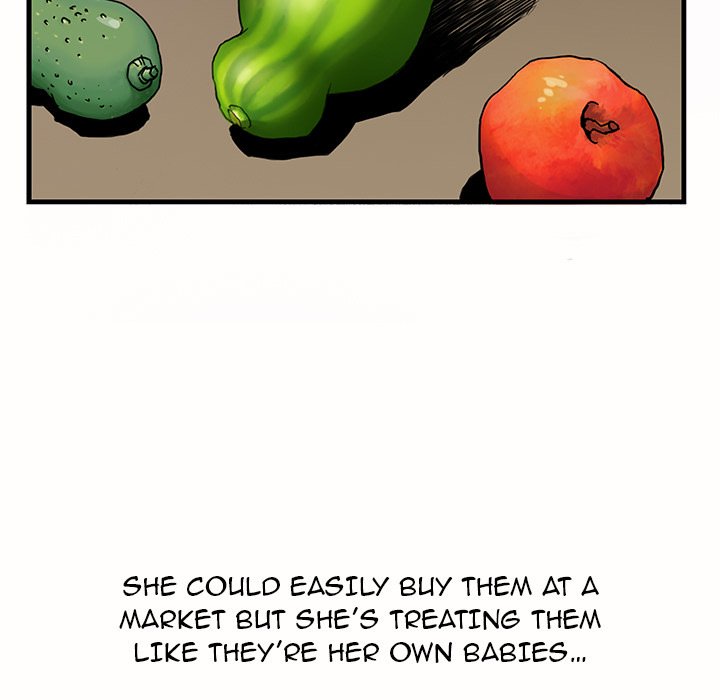 SHE COULD EASILY BUY THEM AT A
MARKET BUT SHE'S TREATING THEM
LIKE THEY'RE HER OWN BABIES...